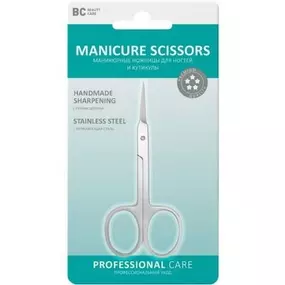 BC BEAUTY CARE
MANICURE SCISSORS
МАНИКЮРНЫЕ НОЖНИЦЫ ДЛЯ НОГТЕЙ
И КУТИКУЛЫ
HANDMADE
SHARPENING
STAINLESS STEEL
PROFESSIONAL CARE
ПРОФЕССИОНАЛЬНЫЙ УХОД